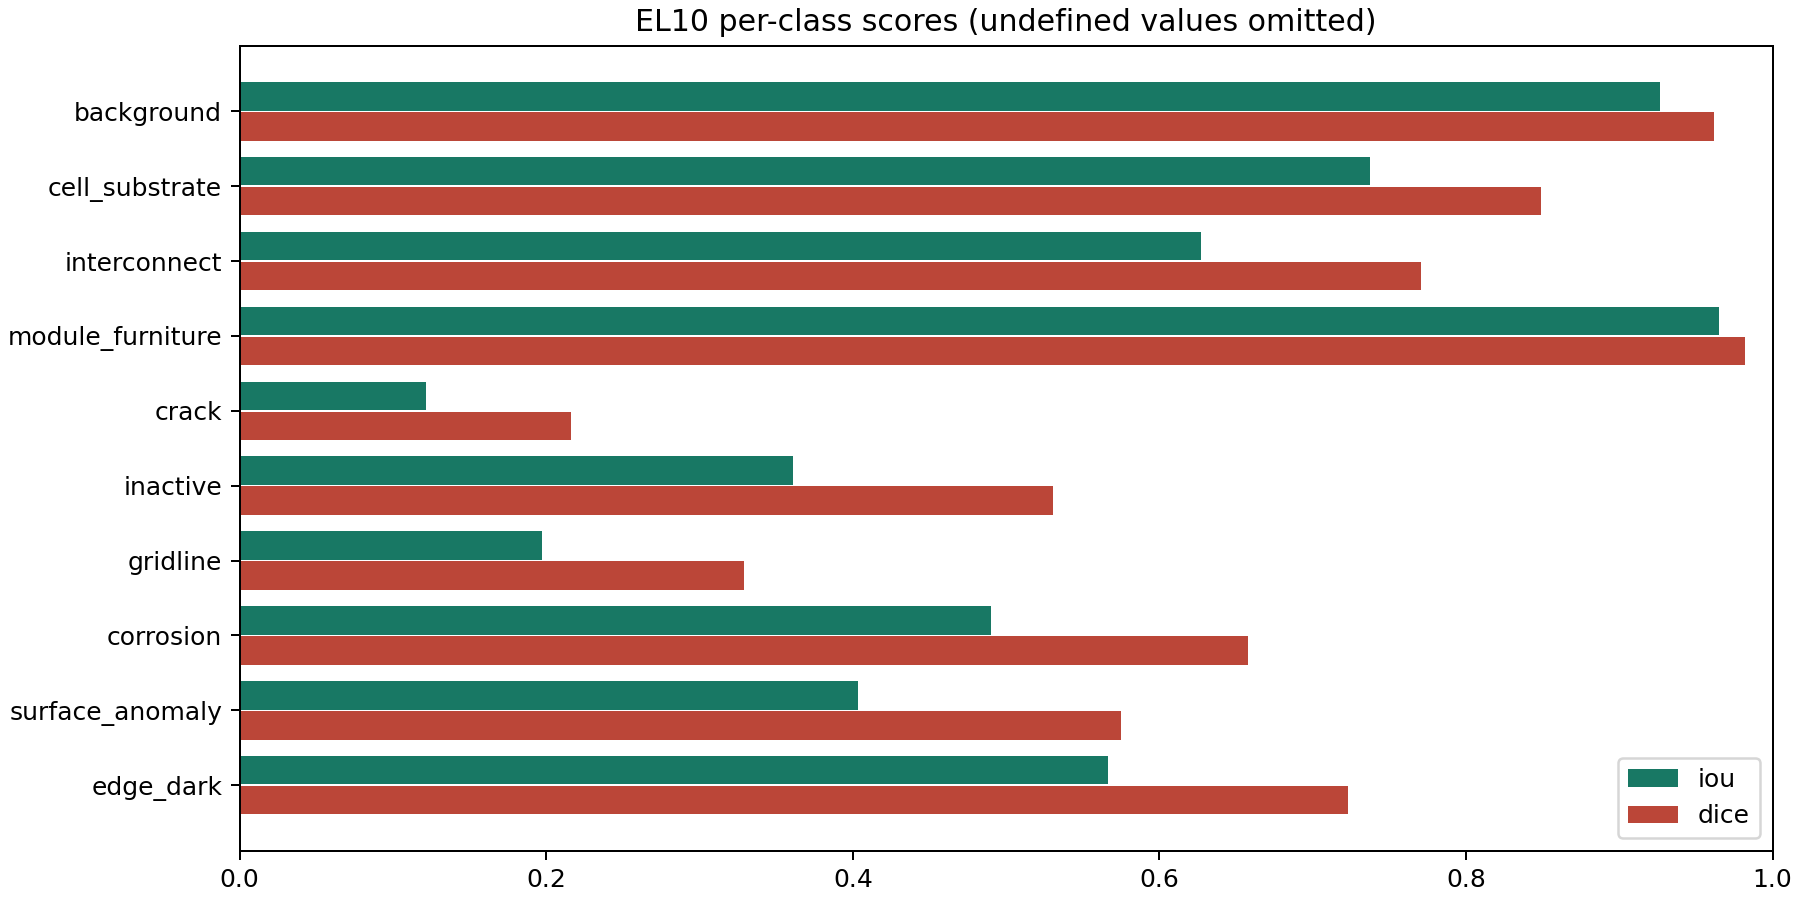 EL10 per-class scores (undefined values omitted)
background
cell_substrate
interconnect
module_furniture
crack
inactive
gridline
corrosion
surface_anomaly
edge_dark
iou
dice
0.0 0.2 0.4 0.6 0.8 1.0